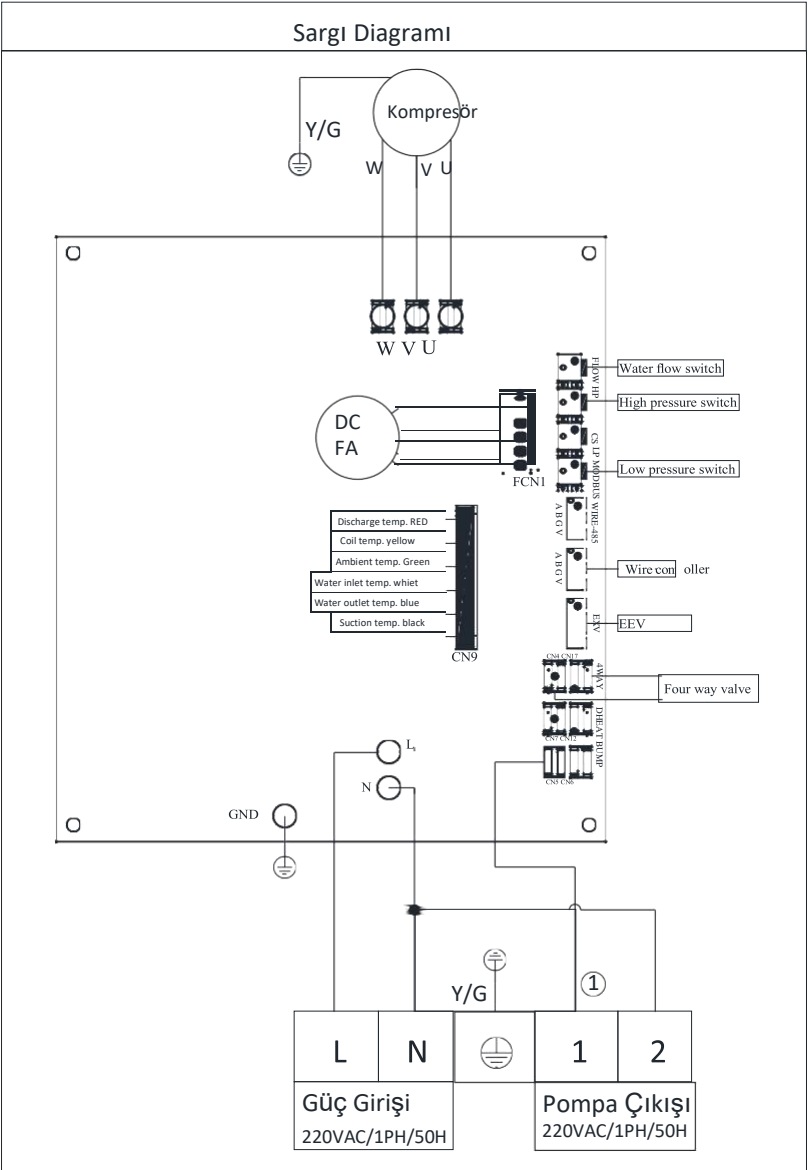 Sargı Diagramı
Kompresör
Y/G
W V U
W V U
FLOW HP
Water flow switch
High pressure switch
DC
FA
FCN1
CS LP MODBUS WIRE-485
Low pressure switch
A B G V
Discharge temp. RED
Coil temp. yellow
Ambient temp. Green
Water inlet temp. whiet
Water outlet temp. blue
Suction temp. black
CN9
A B G V
Wire con oller
EXV
EEV
CN4 CN17
4WAY
Four way valve
CN7 CN12
DHEAT BUMP
CN5 CN6
L
N
GND
Y/G
1
L
N
1
2
Güç Girişi
220VAC/1PH/50H
Pompa Çıkışı
220VAC/1PH/50H